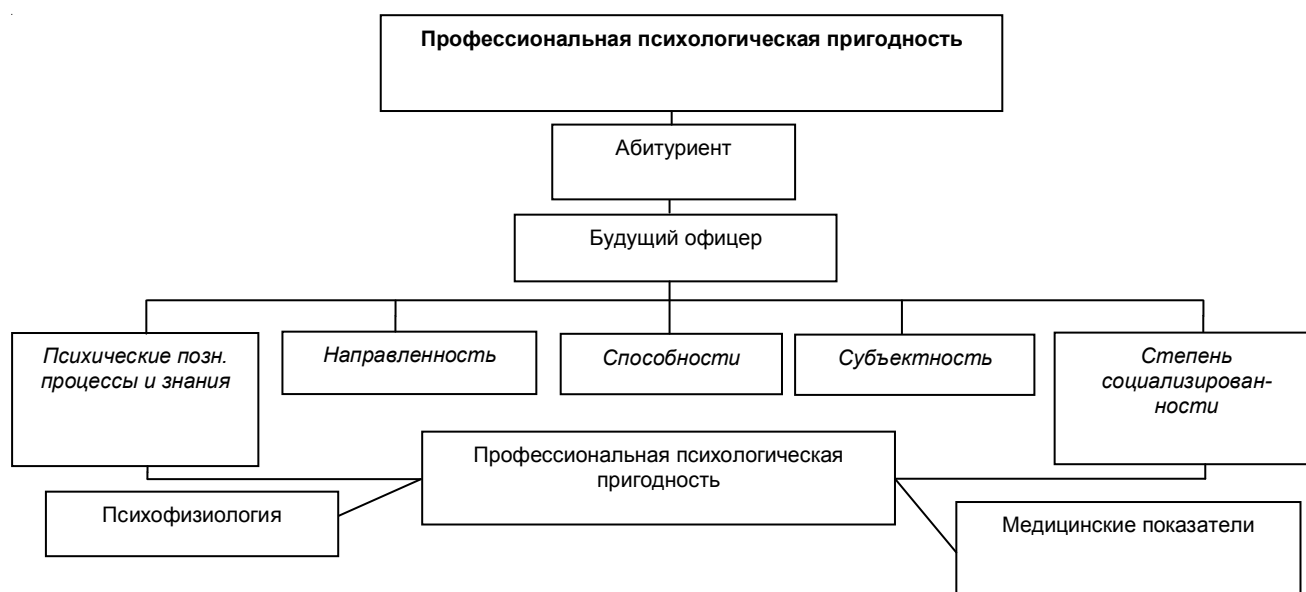 Профессиональная психологическая пригодность
Абитуриент
Будущий офицер
Психические позн.
процессы и знания
Направленность
Способности
Субъектность
Степень
социализирован-
ности
Профессиональная психологическая
пригодность
Психофизиология
Медицинские показатели